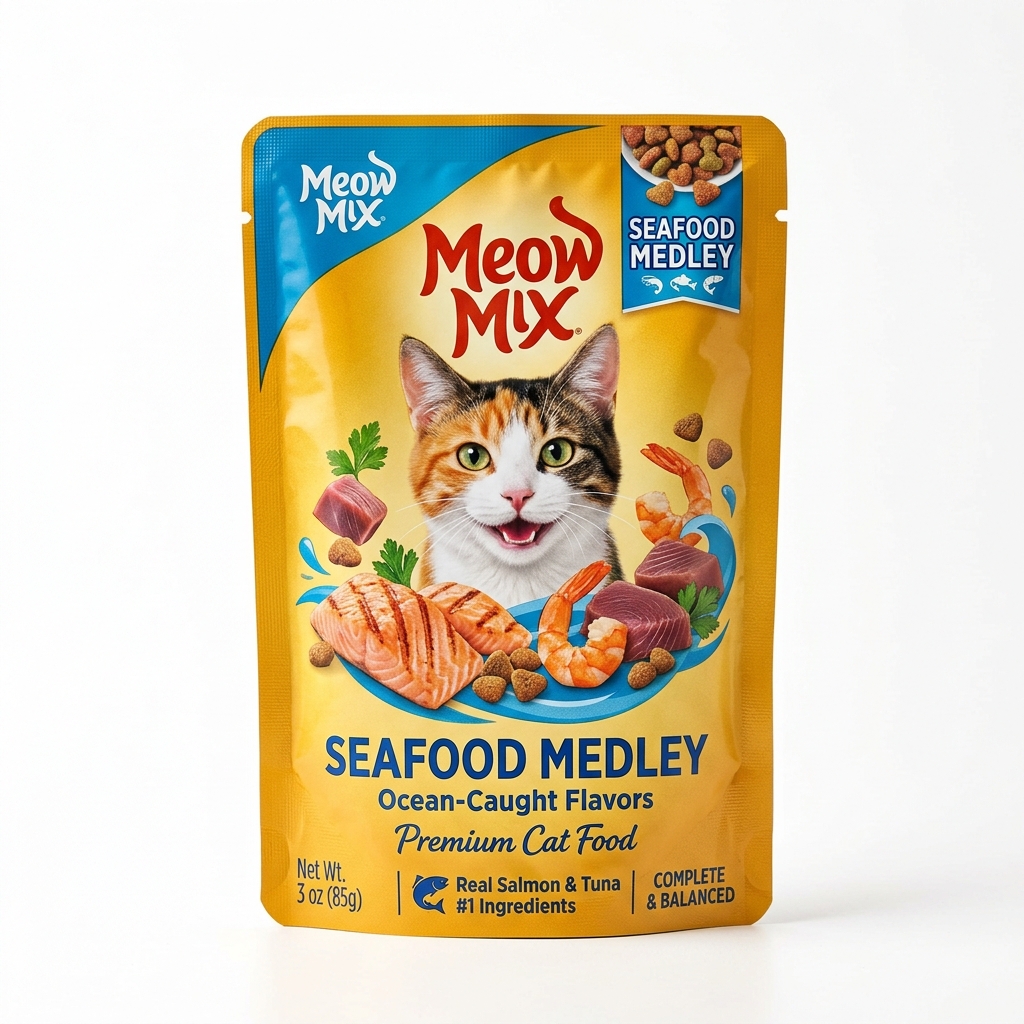 Meow
Mix
Meow
Mix
SEAFOOD
MEDLEY
SEAFOOD MEDLEY
Ocean-Caught Flavors
Premium Cat Food
Net Wt.
3 oz (85g)
Real Salmon & Tuna
#1 Ingredients
COMPLETE
& BALANCED